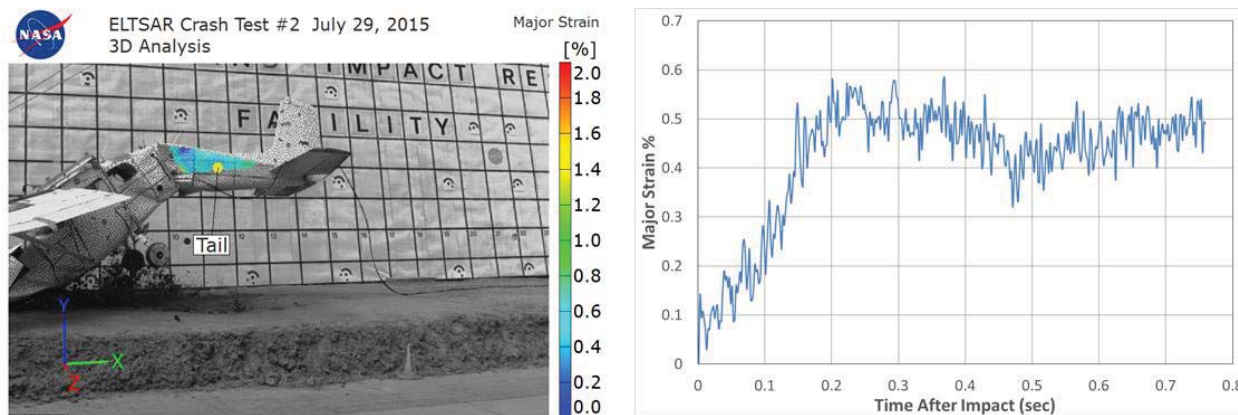 NASA
ELTSAR Crash Test #2 July 29, 2015
3D Analysis
Major Strain
[%]
2.0
1.8
1.6
1.4
1.2
1.0
0.8
0.6
0.4
0.2
0.0
IMPACT RE
FACILITY
Tail
Y
X
Z
Major Strain %
0.7
0.6
0.5
0.4
0.3
0.2
0.1
0
0 0.1 0.2 0.3 0.4 0.5 0.6 0.7 0.8
Time After Impact (sec)